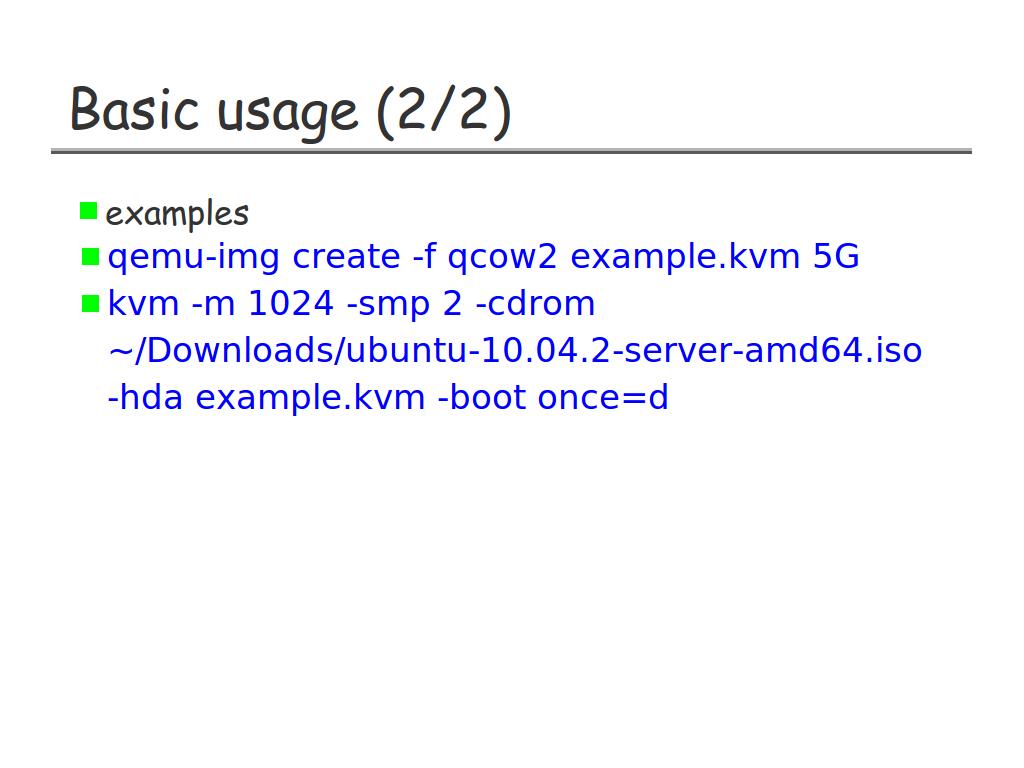 Basic usage (2/2)
examples
qemu-img create -f qcow2 example.kvm 5G
kvm -m 1024 -smp 2 -cdrom
~/Downloads/ubuntu-10.04.2-server-amd64.iso
-hda example.kvm -boot once=d